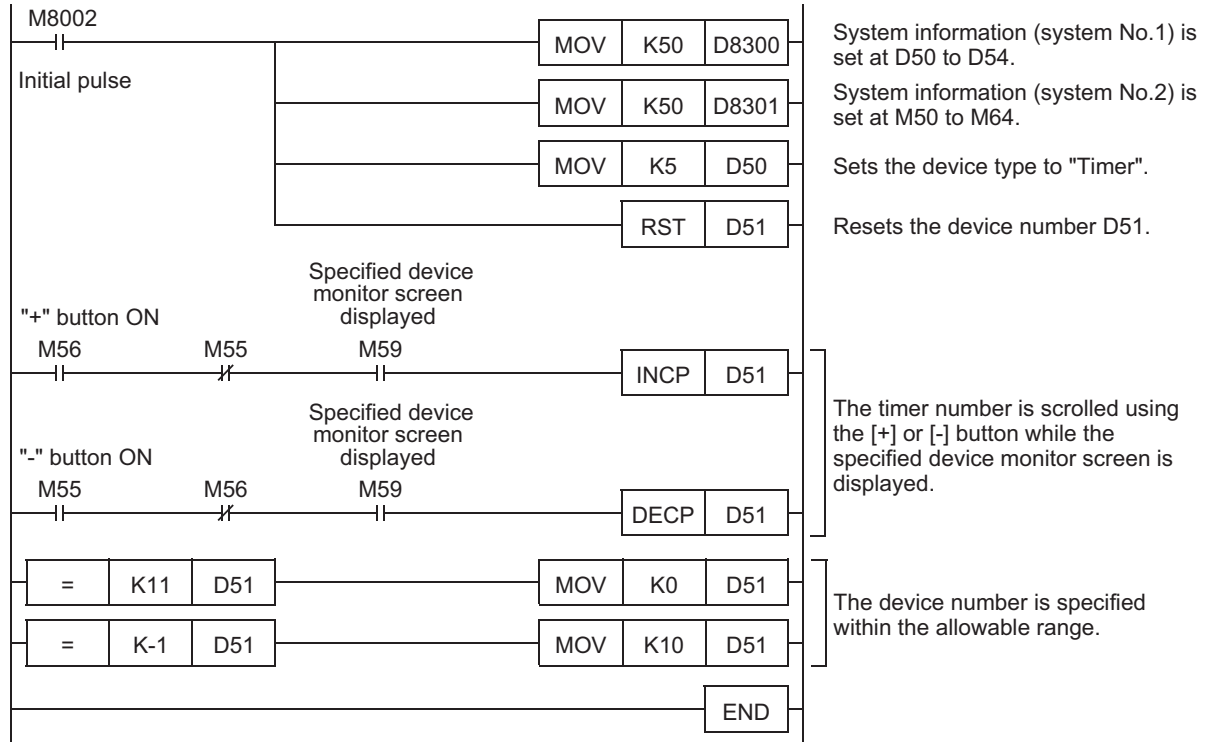 M8002
MOV K50 D8300
System information (system No.1) is
set at D50 to D54.
Initial pulse
MOV K50 D8301
System information (system No.2) is
set at M50 to M64.
MOV K5 D50
Sets the device type to "Timer".
RST D51
Resets the device number D51.
Specified device
monitor screen
displayed
"+" button ON
M56 M55 M59
INCP D51
Specified device
monitor screen
displayed
"-" button ON
M55 M56 M59
DECP D51
The timer number is scrolled using
the [+] or [-] button while the
specified device monitor screen is
displayed.
= K11 D51 MOV K0 D51
= K-1 D51 MOV K10 D51
The device number is specified
within the allowable range.
END